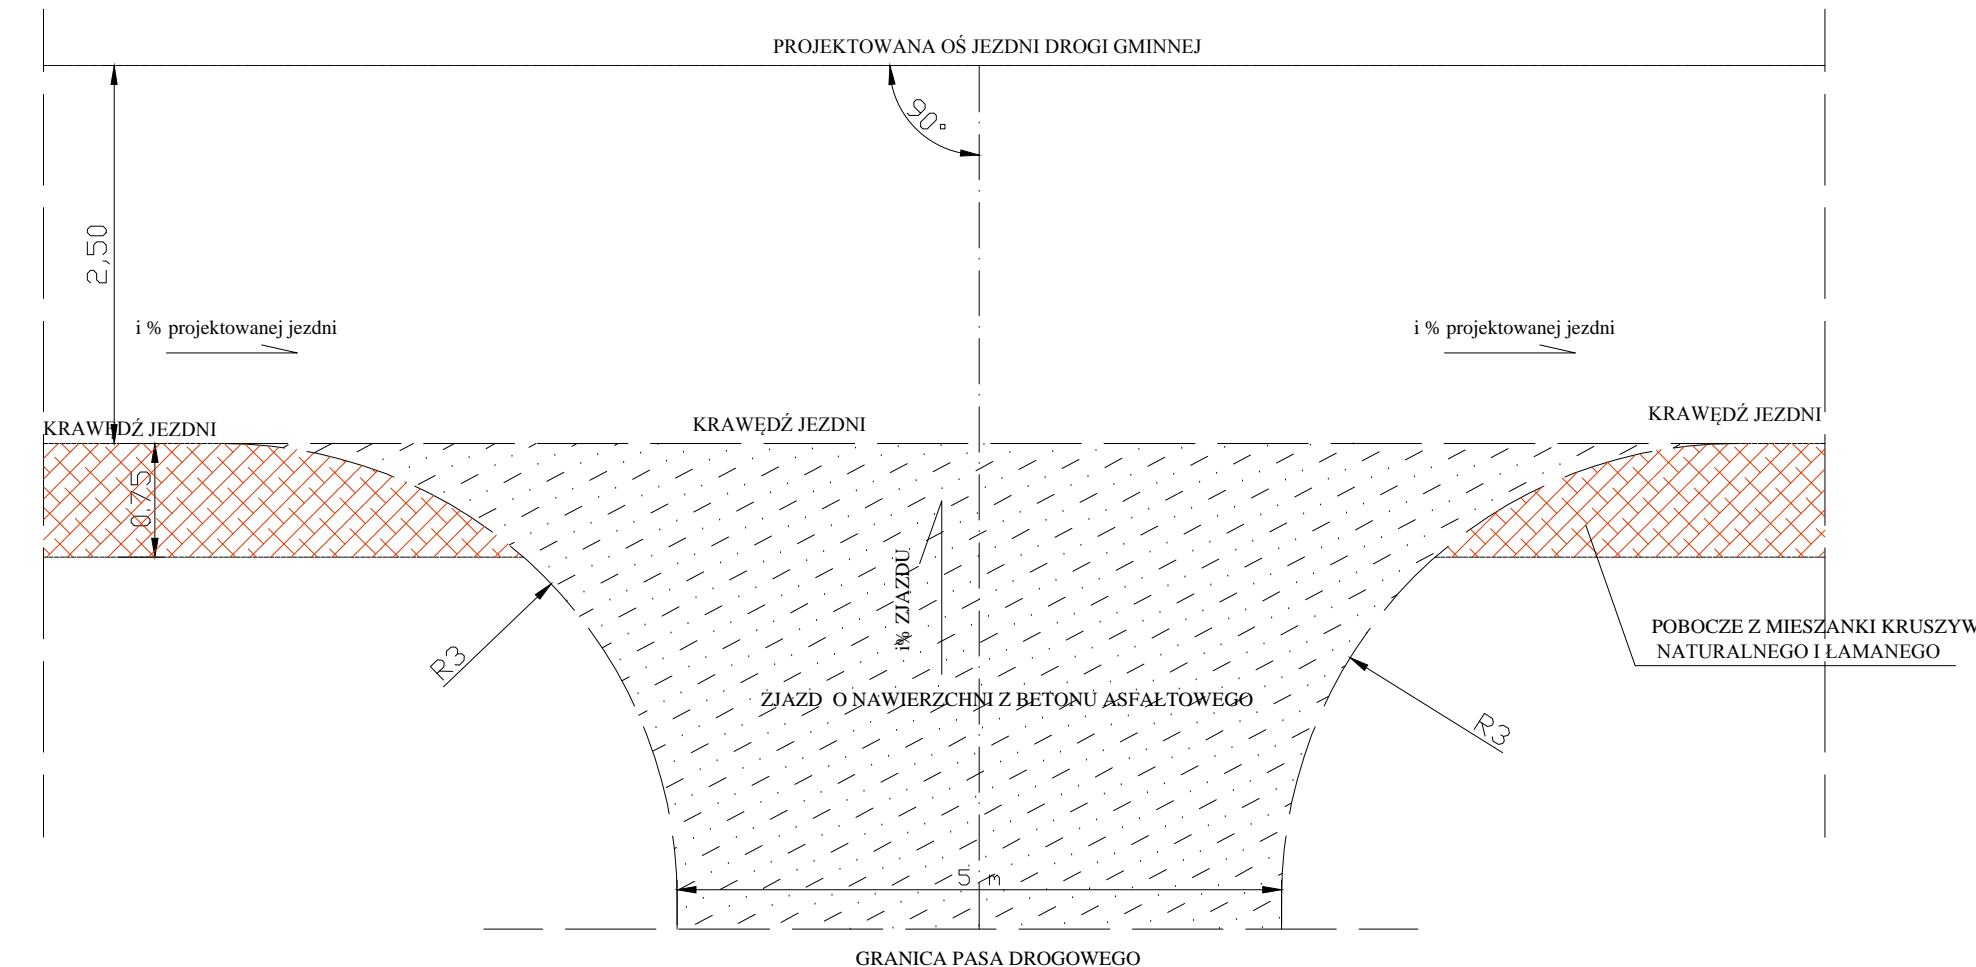 PROJEKTOWANA OŚ JEZDNI DROGI GMINNEJ
90°
2,50
i % projektowanej jezdni
i % projektowanej jezdni
KRAWĘDŹ JEZDNI
KRAWĘDŹ JEZDNI
KRAWĘDŹ JEZDNI
0.75
i% ZJAZDU
R3
POBOCZE Z MIESZANKI KRUSZYW
NATURALNEGO I ŁAMANEGO
ZJAZD O NAWIERZCHNI Z BETONU ASFAŁTOWEGO
R3
5 m
GRANICA PASA DROGOWEGO